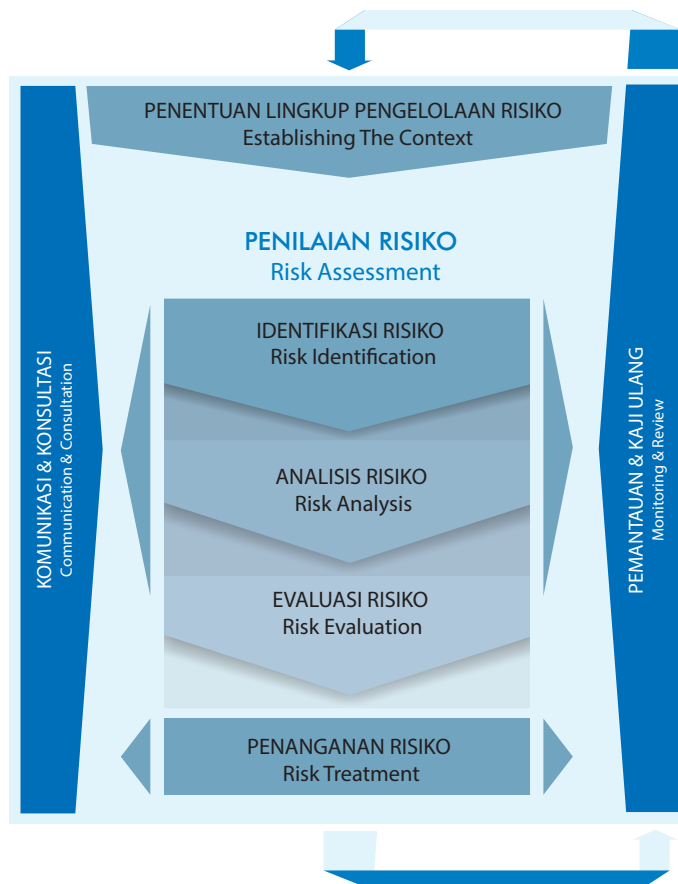 PENENTUAN LINGKUP PENGELOLAAN RISIKO
Establishing The Context
PENILAIAN RISIKO
Risk Assessment
IDENTIFIKASI RISIKO
Risk Identification
ANALISIS RISIKO
Risk Analysis
EVALUASI RISIKO
Risk Evaluation
PENANGANAN RISIKO
Risk Treatment
KOMUNIKASI & KONSULTASI
Communication & Consultation
PEMANTAUAN & KAJI ULANG
Monitoring & Review